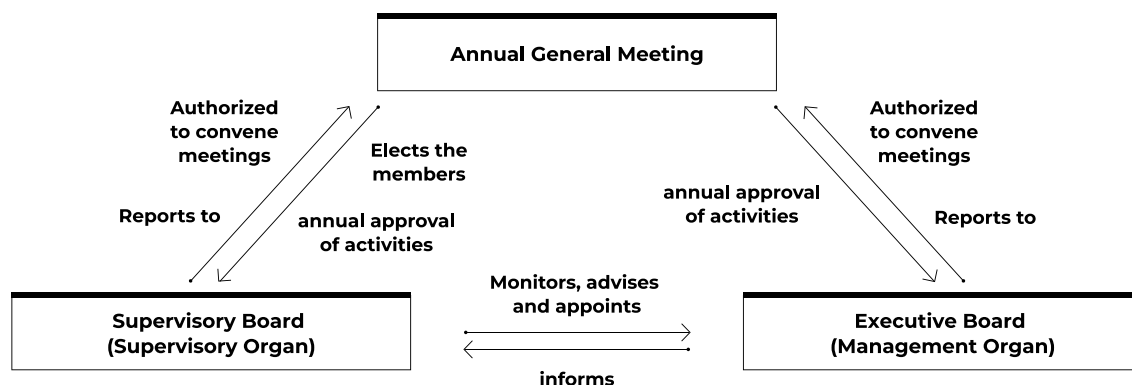 Annual General Meeting
Authorized
to convene
meetings
Reports to
Elects the
members
annual approval
of activities
annual approval
of activities
Authorized
to convene
meetings
Reports to
Monitors, advises
and appoints
informs
Supervisory Board
(Supervisory Organ)
Executive Board
(Management Organ)